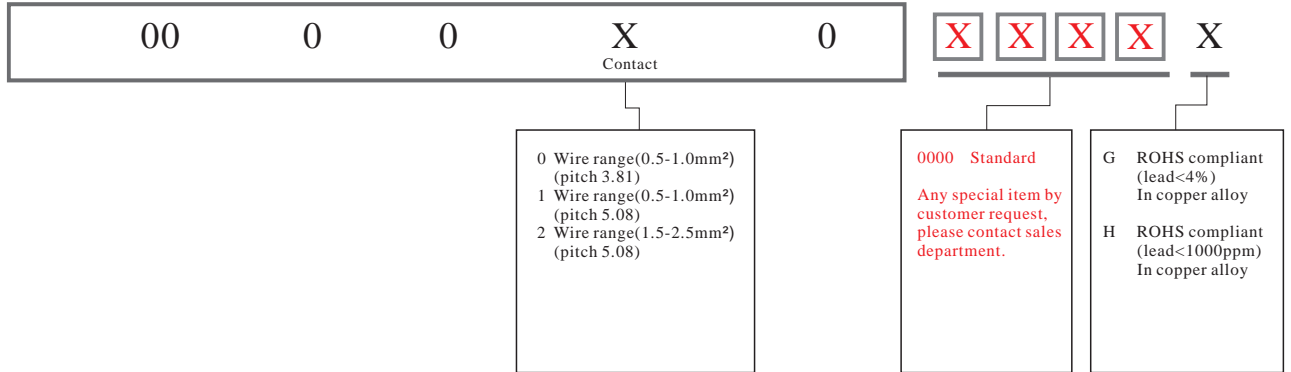 00 0 0 X 0 X X X X X
Contact
0 Wire range(0.5-1.0mm²)
(pitch 3.81)
1 Wire range(0.5-1.0mm²)
(pitch 5.08)
2 Wire range(1.5-2.5mm²)
(pitch 5.08)
0000 Standard
Any special item by
customer request,
please contact sales
department.
G ROHS compliant
(lead<4%)
In copper alloy
H ROHS compliant
(lead<1000ppm)
In copper alloy